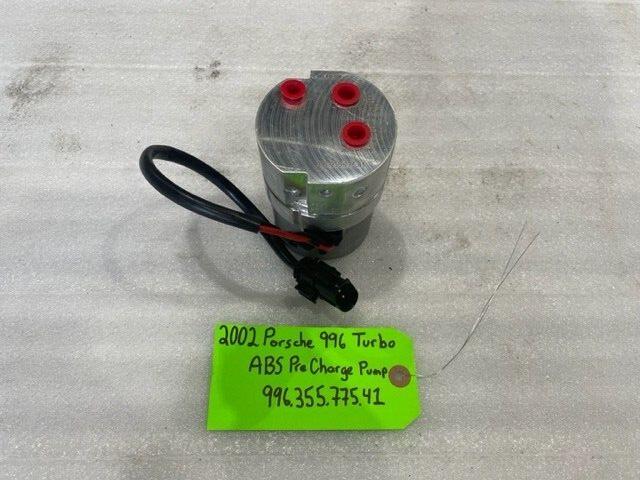 2002 Porsche 996 Turbo
ABS Pre Charge Pump
996.355.775.41